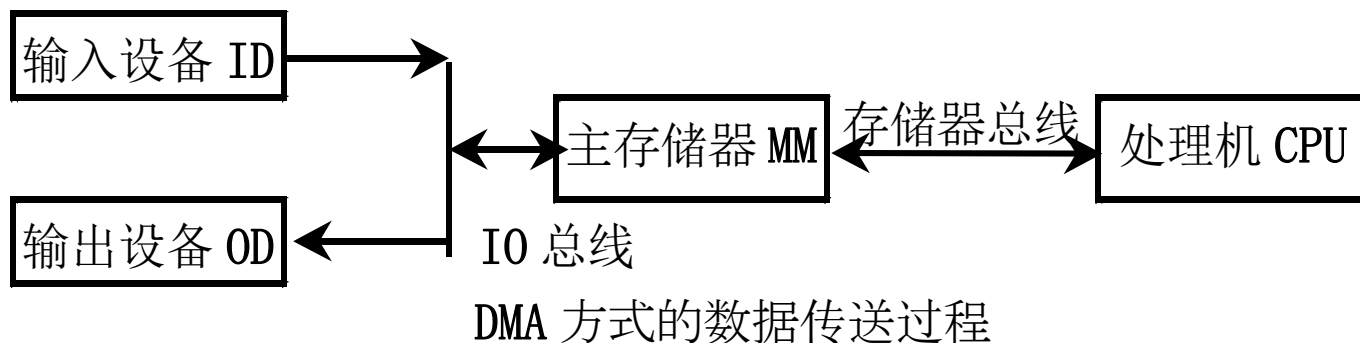 输入设备 ID
主存储器 MM
存储器总线
处理机 CPU
输出设备 OD
IO 总线
DMA 方式的数据传送过程